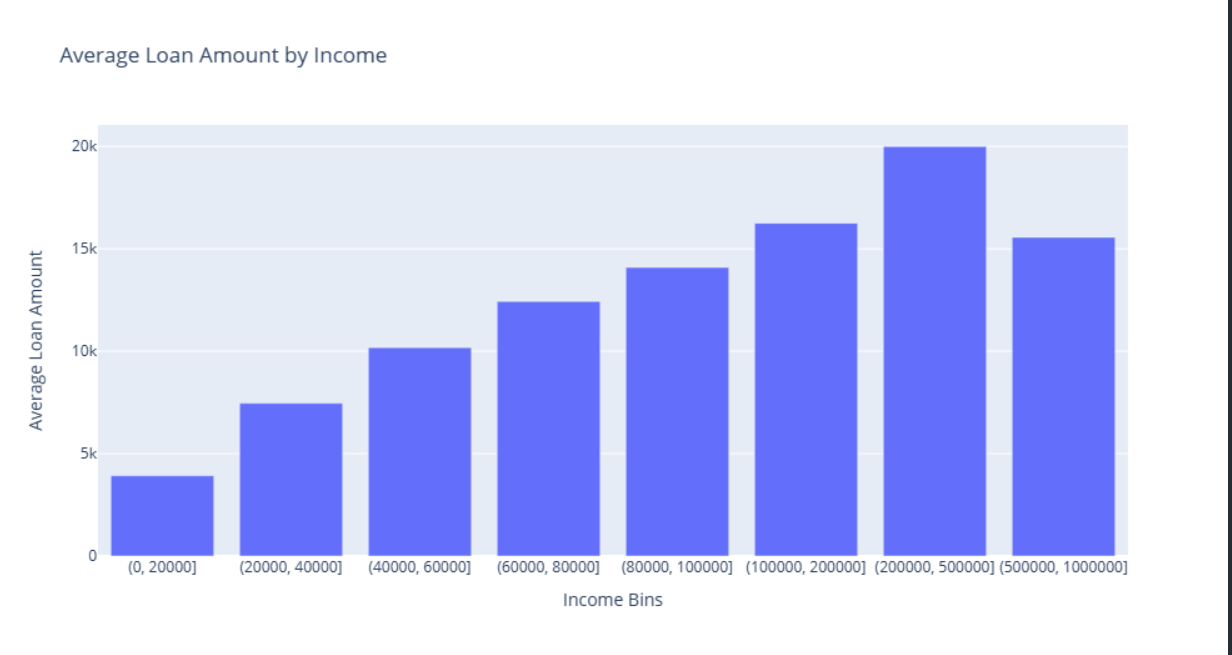 Average Loan Amount by Income
20k
15k
10k
5k
0
Average Loan Amount
(0, 20000] (20000, 40000] (40000, 60000] (60000, 80000] (80000, 100000] (100000, 200000] (200000, 500000] (500000, 1000000]
Income Bins